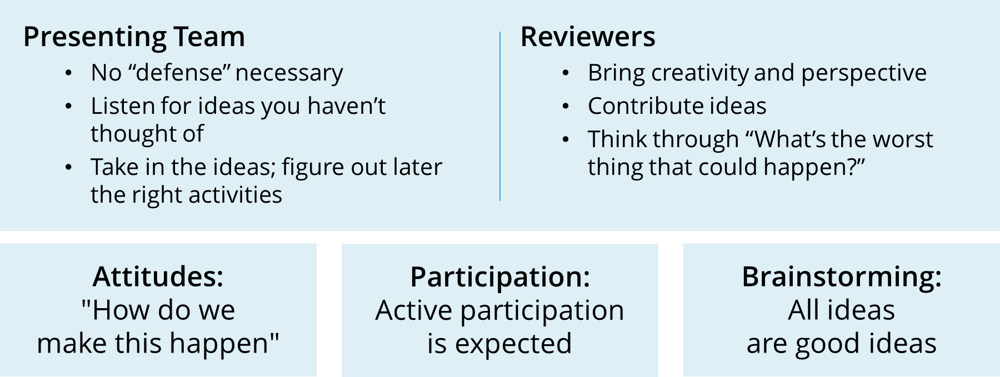 Presenting Team
• No “defense” necessary
• Listen for ideas you haven’t
thought of
• Take in the ideas; figure out later
the right activities
Reviewers
• Bring creativity and perspective
• Contribute ideas
• Think through “What’s the worst
thing that could happen?”
Attitudes:
"How do we
make this happen"
Participation:
Active participation
is expected
Brainstorming:
All ideas
are good ideas